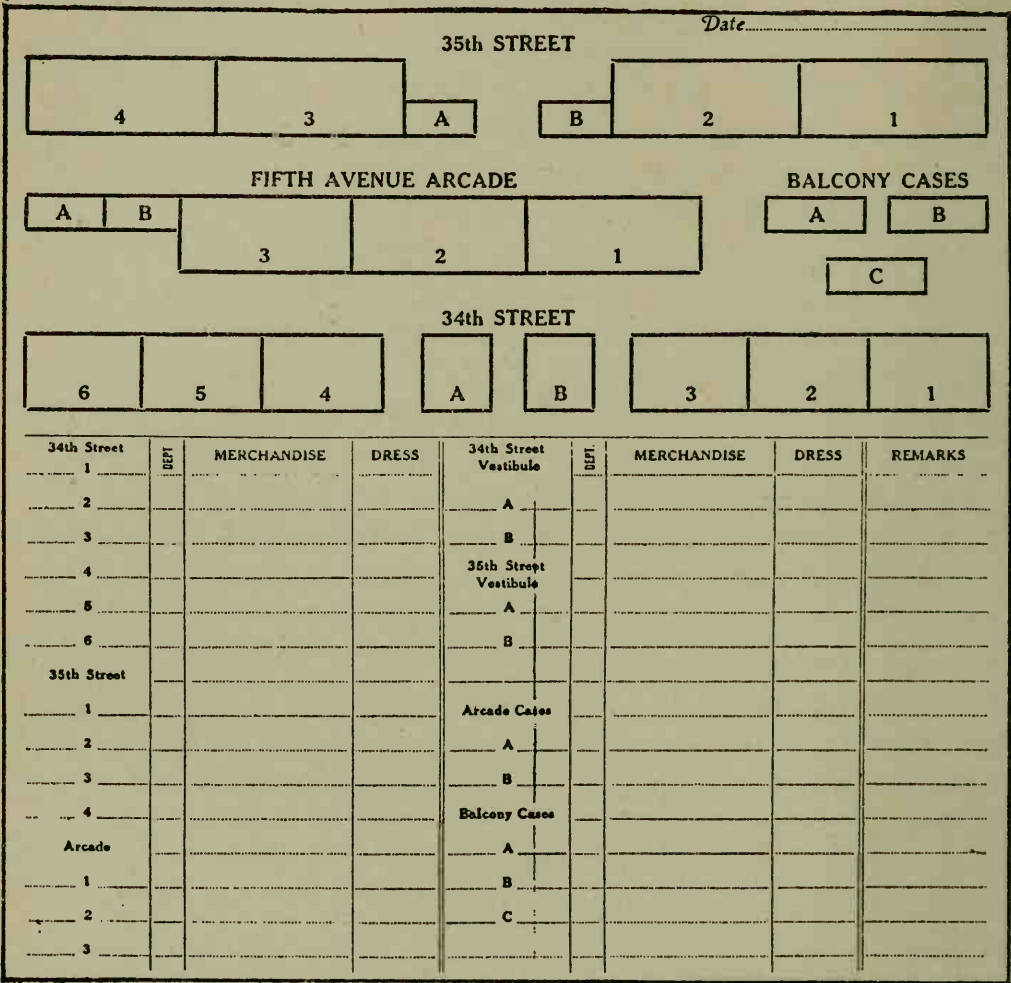 Date
35th STREET
4 3 A B 2 1
FIFTH AVENUE ARCADE BALCONY CASES
A B 3 2 1 A B
C
34th STREET
6 5 4 A B 3 2 1
34th Street DEPT MERCHANDISE DRESS 34th Street Vestibule DEPT. MERCHANDISE DRESS REMARKS
1
2 A
3 B
4 35th Street Vestibule
5 A
6 B
35th Street
1 Arcade Cases
2 A
3 B
4 Balcony Cases
Arcade A
1 B
2 C
3